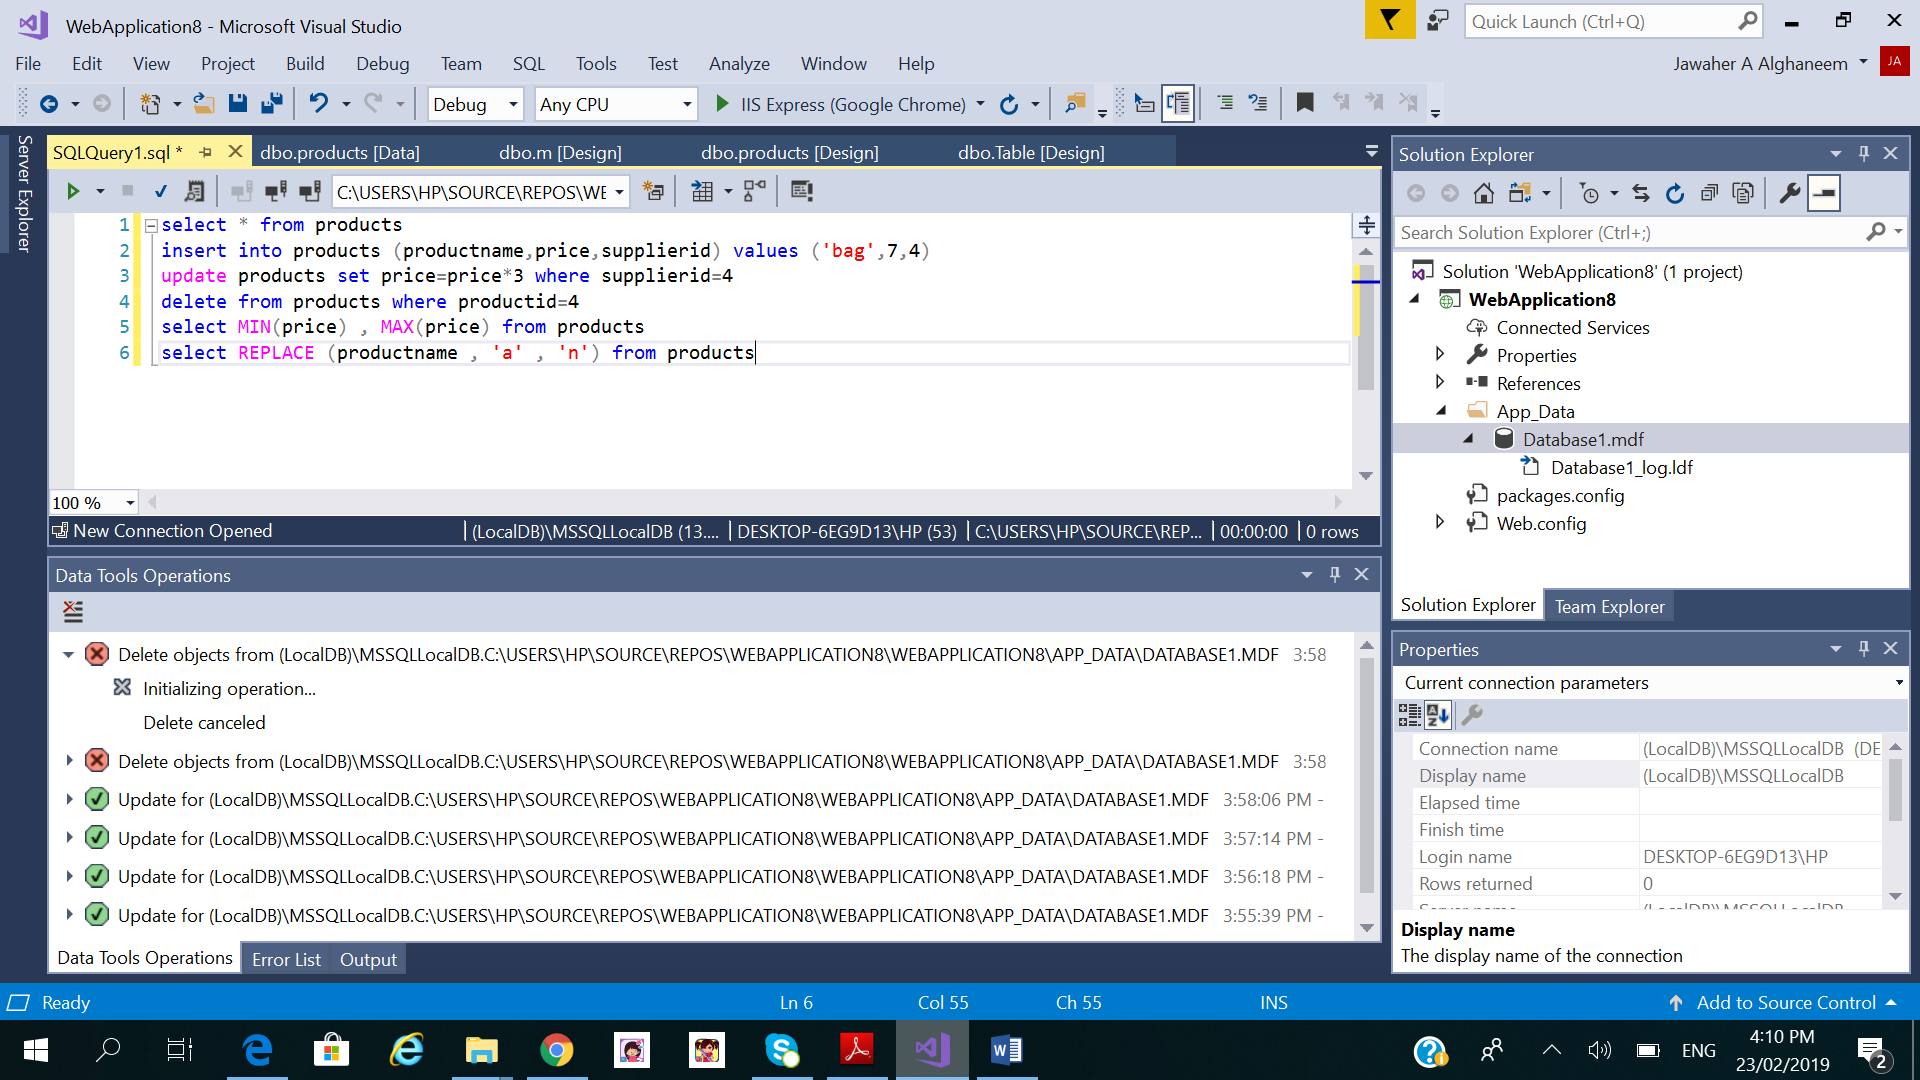 WebApplication8 - Microsoft Visual Studio
Quick Launch (Ctrl+Q)
File Edit View Project Build Debug Team SQL Tools Test Analyze Window Help
Jawaher A Alghaneem JA
Debug Any CPU IIS Express (Google Chrome)
Server Explorer
SQLQuery1.sql * dbo.products [Data] dbo.m [Design] dbo.products [Design] dbo.Table [Design]
C:\USERS\HP\SOURCE\REPOS\WE
1 select * from products
2 insert into products (productname,price,supplierid) values ('bag',7,4)
3 update products set price=price*3 where supplierid=4
4 delete from products where productid=4
5 select MIN(price) , MAX(price) from products
6 select REPLACE (productname , 'a' , 'n') from products
100 %
New Connection Opened (LocalDB)\MSSQLLocalDB (13.... DESKTOP-6EG9D13\HP (53) C:\USERS\HP\SOURCE\REP... 00:00:00 0 rows
Data Tools Operations
Delete objects from (LocalDB)\MSSQLLocalDB.C:\USERS\HP\SOURCE\REPOS\WEBAPPLICATION8\WEBAPPLICATION8\APP_DATA\DATABASE1.MDF 3:58
Initializing operation...
Delete canceled
Delete objects from (LocalDB)\MSSQLLocalDB.C:\USERS\HP\SOURCE\REPOS\WEBAPPLICATION8\WEBAPPLICATION8\APP_DATA\DATABASE1.MDF 3:58
Update for (LocalDB)\MSSQLLocalDB.C:\USERS\HP\SOURCE\REPOS\WEBAPPLICATION8\WEBAPPLICATION8\APP_DATA\DATABASE1.MDF 3:58:06 PM -
Update for (LocalDB)\MSSQLLocalDB.C:\USERS\HP\SOURCE\REPOS\WEBAPPLICATION8\WEBAPPLICATION8\APP_DATA\DATABASE1.MDF 3:57:14 PM -
Update for (LocalDB)\MSSQLLocalDB.C:\USERS\HP\SOURCE\REPOS\WEBAPPLICATION8\WEBAPPLICATION8\APP_DATA\DATABASE1.MDF 3:56:18 PM -
Update for (LocalDB)\MSSQLLocalDB.C:\USERS\HP\SOURCE\REPOS\WEBAPPLICATION8\WEBAPPLICATION8\APP_DATA\DATABASE1.MDF 3:55:39 PM -
Data Tools Operations Error List Output
Solution Explorer
Search Solution Explorer (Ctrl+;)
Solution 'WebApplication8' (1 project)
WebApplication8
Connected Services
Properties
References
App_Data
Database1.mdf
Database1_log.ldf
packages.config
Web.config
Solution Explorer Team Explorer
Properties
Current connection parameters
Connection name (LocalDB)\MSSQLLocalDB (DE
Display name (LocalDB)\MSSQLLocalDB
Elapsed time
Finish time
Login name DESKTOP-6EG9D13\HP
Rows returned 0
Display name
The display name of the connection
Ready Ln 6 Col 55 Ch 55 INS Add to Source Control
ENG 4:10 PM
23/02/2019 2